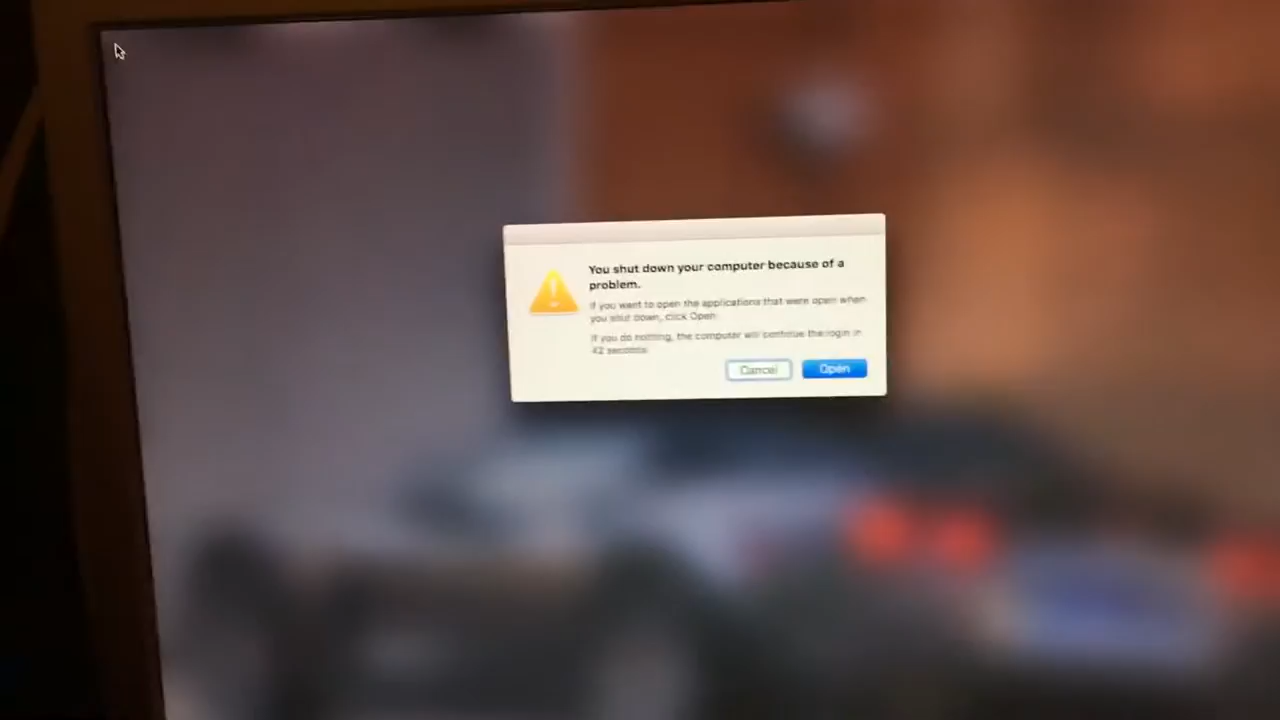 You shut down your computer because of a
problem.
If you want to open the applications that were open when
you shut down, click Open.
If you do nothing, the computer will continue the login in
42 seconds.
Cancel
Open